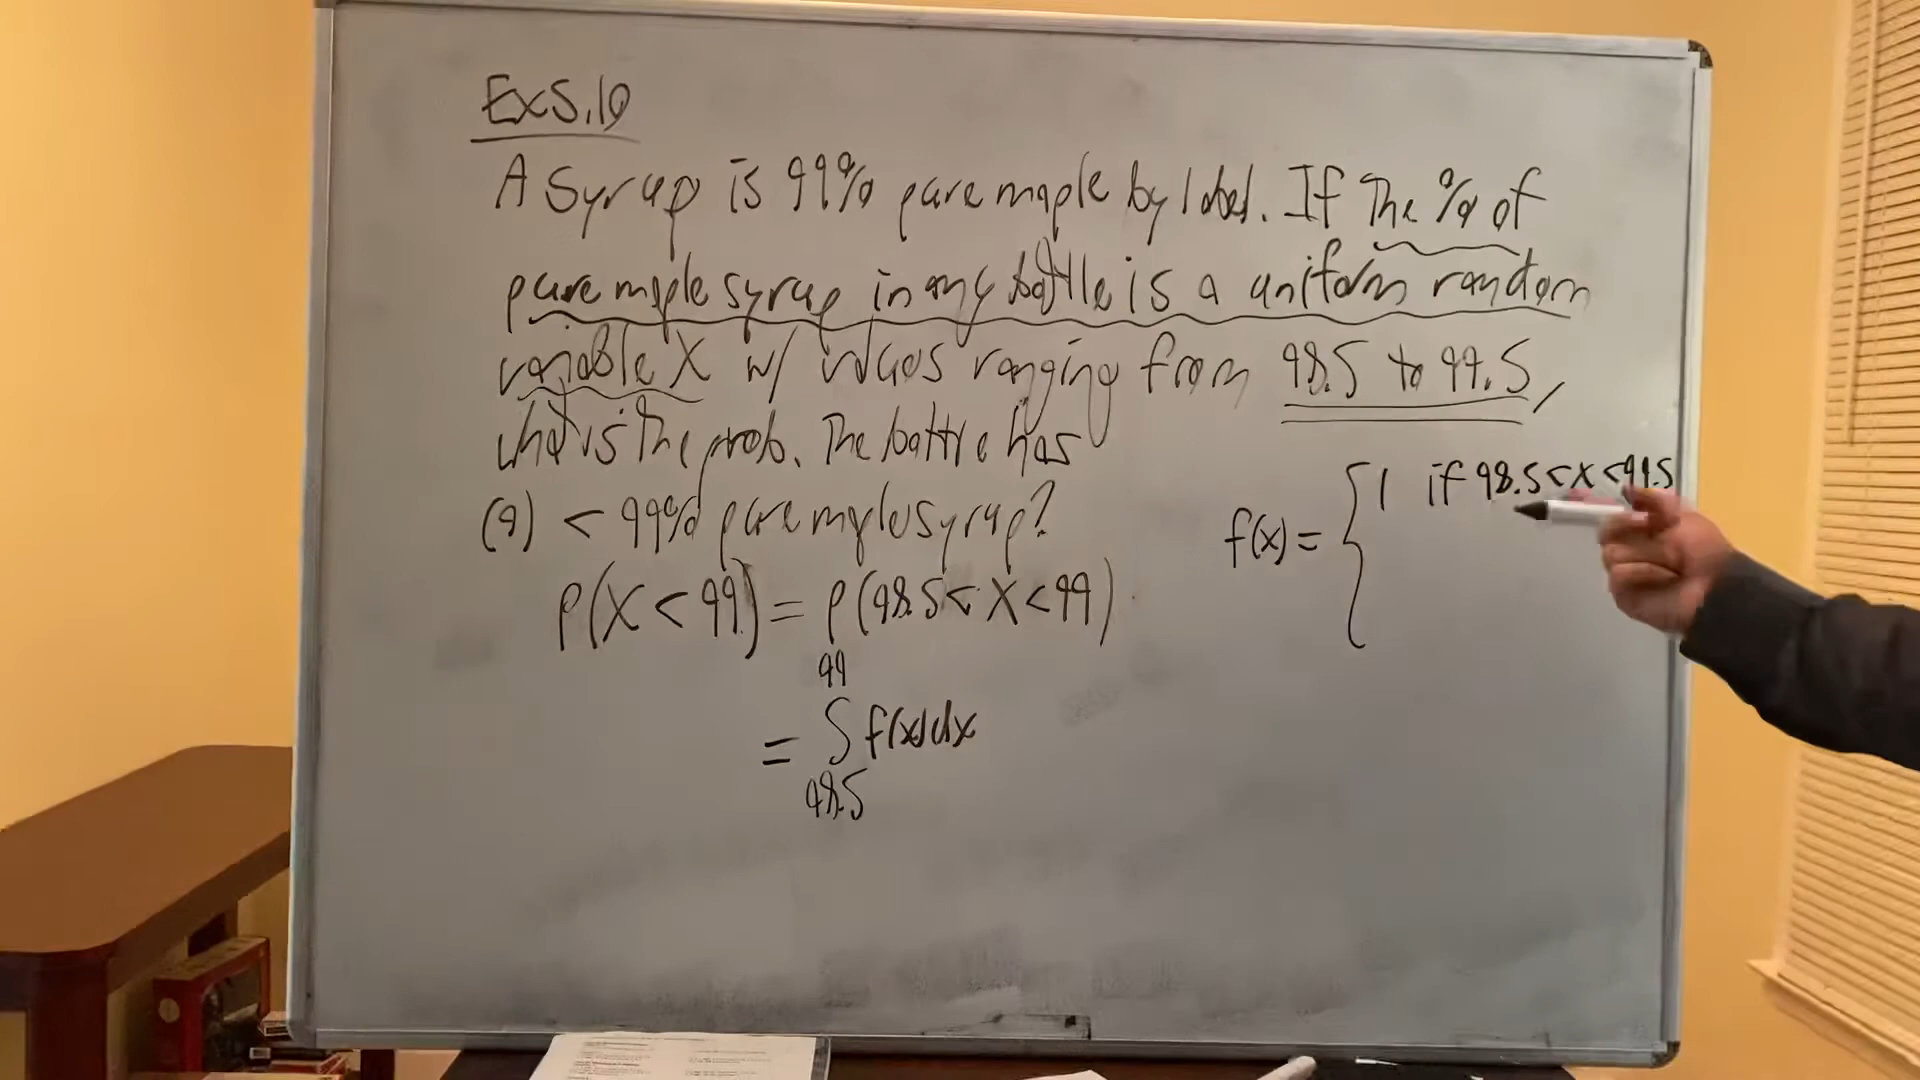 Ex 5.10
A syrup is 99% pure maple by label. If the % of
pure maple syrup in any bottle is a uniform random
variable X w/ values ranging from 98.5 to 99.5,
what is the prob. the bottle has
(a) < 99% pure maple syrup?
P(X < 99) = P(98.5 < X < 99)
= ∫ f(x)dx
99
98.5
f(x) = { 1 if 98.5 < x < 99.5